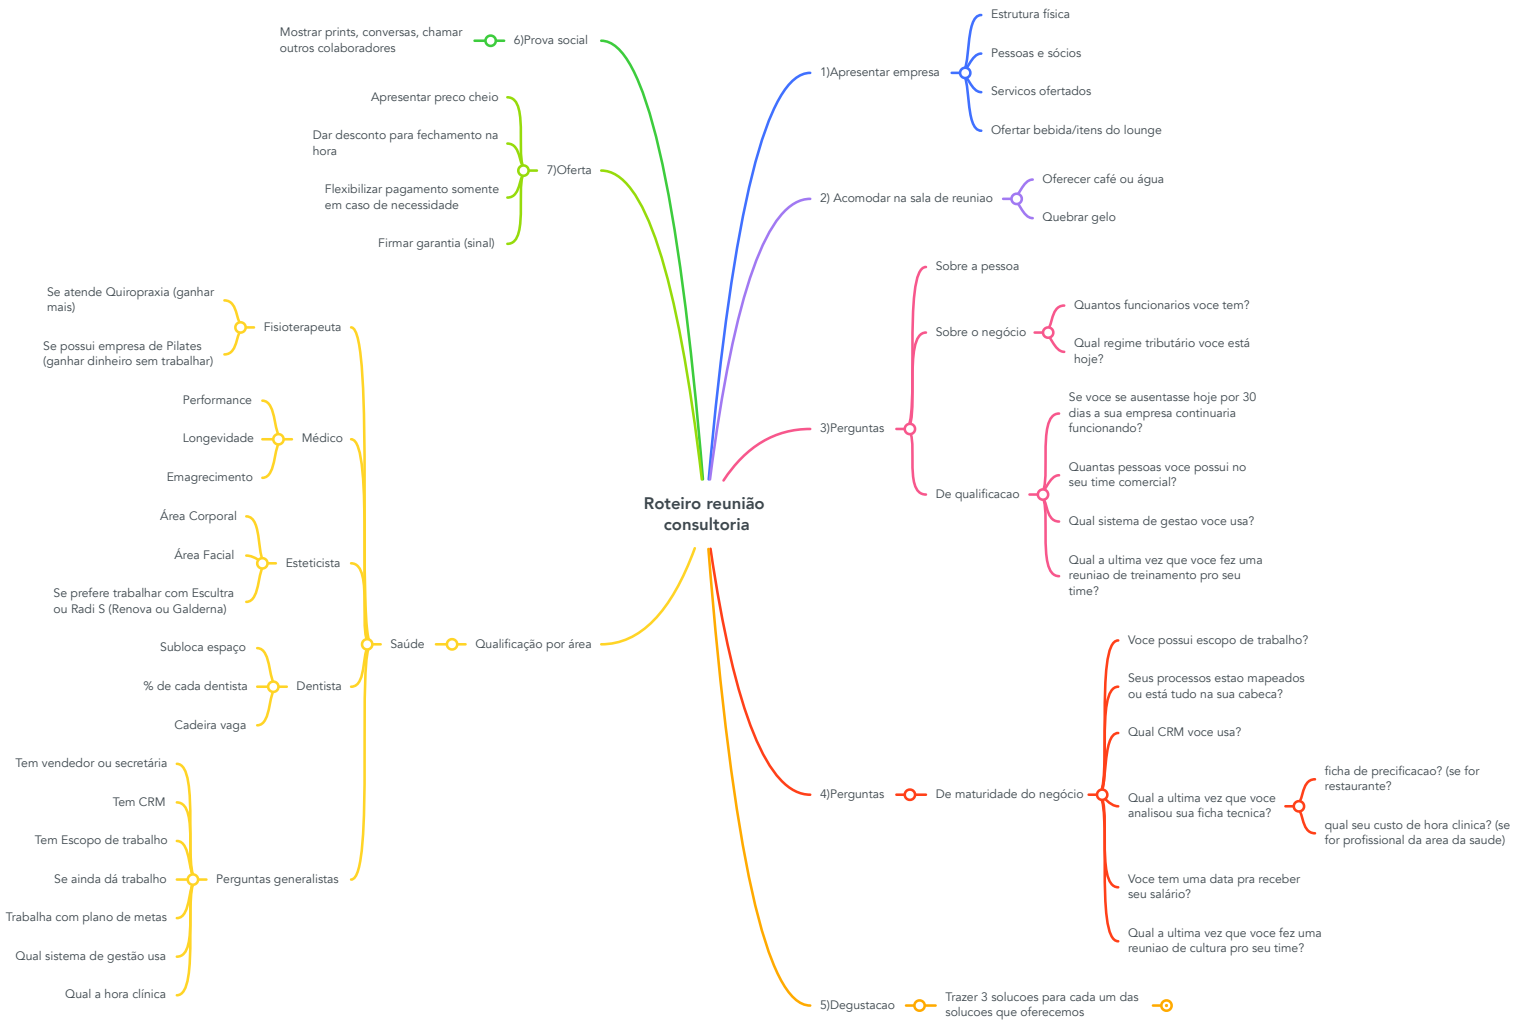 Roteiro reunião
consultoria
1)Apresentar empresa
Estrutura física
Pessoas e sócios
Servicos ofertados
Ofertar bebida/itens do lounge
2) Acomodar na sala de reuniao
Oferecer café ou água
Quebrar gelo
3)Perguntas
Sobre a pessoa
Sobre o negócio
Quantos funcionarios voce tem?
Qual regime tributário voce está
hoje?
De qualificacao
Se voce se ausentasse hoje por 30
dias a sua empresa continuaria
funcionando?
Quantas pessoas voce possui no
seu time comercial?
Qual sistema de gestao voce usa?
Qual a ultima vez que voce fez uma
reuniao de treinamento pro seu
time?
4)Perguntas
De maturidade do negócio
Voce possui escopo de trabalho?
Seus processos estao mapeados
ou está tudo na sua cabeca?
Qual CRM voce usa?
Qual a ultima vez que voce
analisou sua ficha tecnica?
ficha de precificacao? (se for
restaurante?
qual seu custo de hora clinica? (se
for profissional da area da saude)
Voce tem uma data pra receber
seu salário?
Qual a ultima vez que voce fez uma
reuniao de cultura pro seu time?
5)Degustacao
Trazer 3 solucoes para cada um das
solucoes que oferecemos
6)Prova social
Mostrar prints, conversas, chamar
outros colaboradores
7)Oferta
Apresentar preco cheio
Dar desconto para fechamento na
hora
Flexibilizar pagamento somente
em caso de necessidade
Firmar garantia (sinal)
Qualificação por área
Saúde
Fisioterapeuta
Se atende Quiropraxia (ganhar
mais)
Se possui empresa de Pilates
(ganhar dinheiro sem trabalhar)
Médico
Performance
Longevidade
Emagrecimento
Esteticista
Área Corporal
Área Facial
Se prefere trabalhar com Escultra
ou Radi S (Renova ou Galderna)
Dentista
Subloca espaço
% de cada dentista
Cadeira vaga
Perguntas generalistas
Tem vendedor ou secretária
Tem CRM
Tem Escopo de trabalho
Se ainda dá trabalho
Trabalha com plano de metas
Qual sistema de gestão usa
Qual a hora clínica